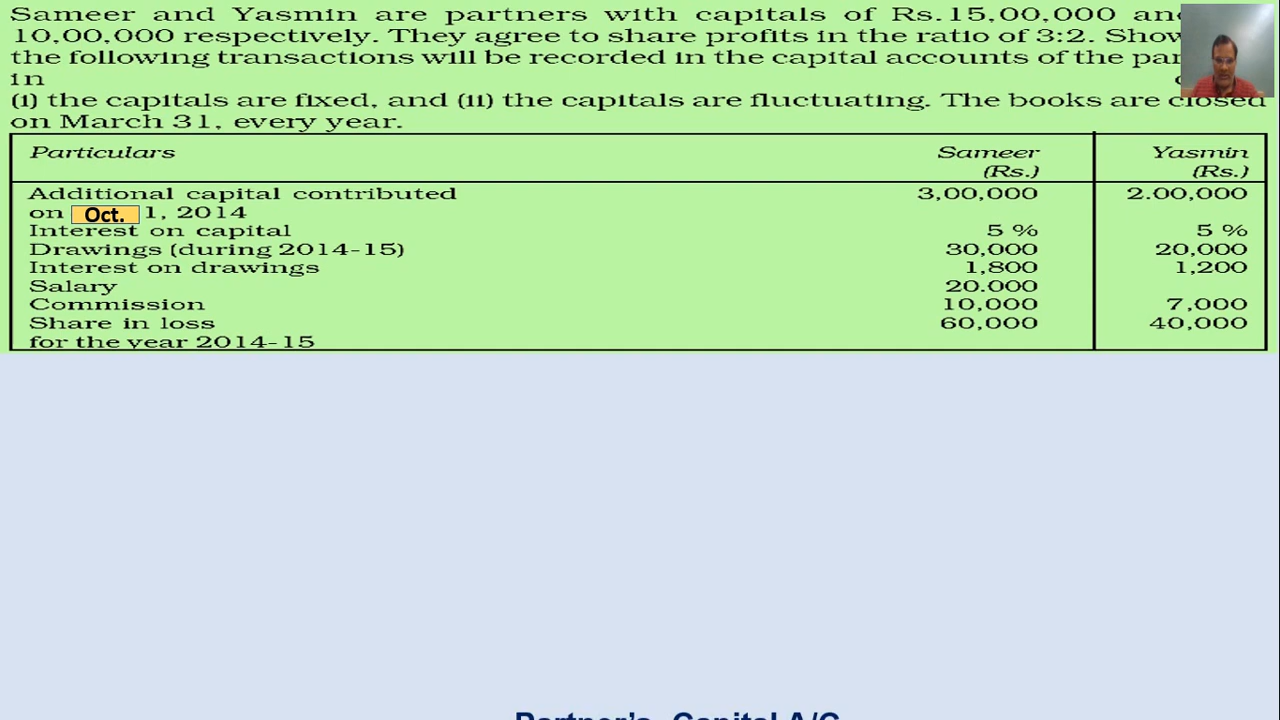 Sameer and Yasmin are partners with capitals of Rs.15,00,000 and
10,00,000 respectively. They agree to share profits in the ratio of 3:2. Show
the following transactions will be recorded in the capital accounts of the
in
(i) the capitals are fixed, and (ii) the capitals are fluctuating. The books are closed
on March 31, every year.
Particulars Sameer Yasmin
(Rs.) (Rs.)
Additional capital contributed 3,00,000 2.00,000
on Oct. 1, 2014
Interest on capital 5 % 5 %
Drawings (during 2014-15) 30,000 20,000
Interest on drawings 1,800 1,200
Salary 20.000
Commission 10,000 7,000
Share in loss 60,000 40,000
for the year 2014-15
Partner's Capital A/C